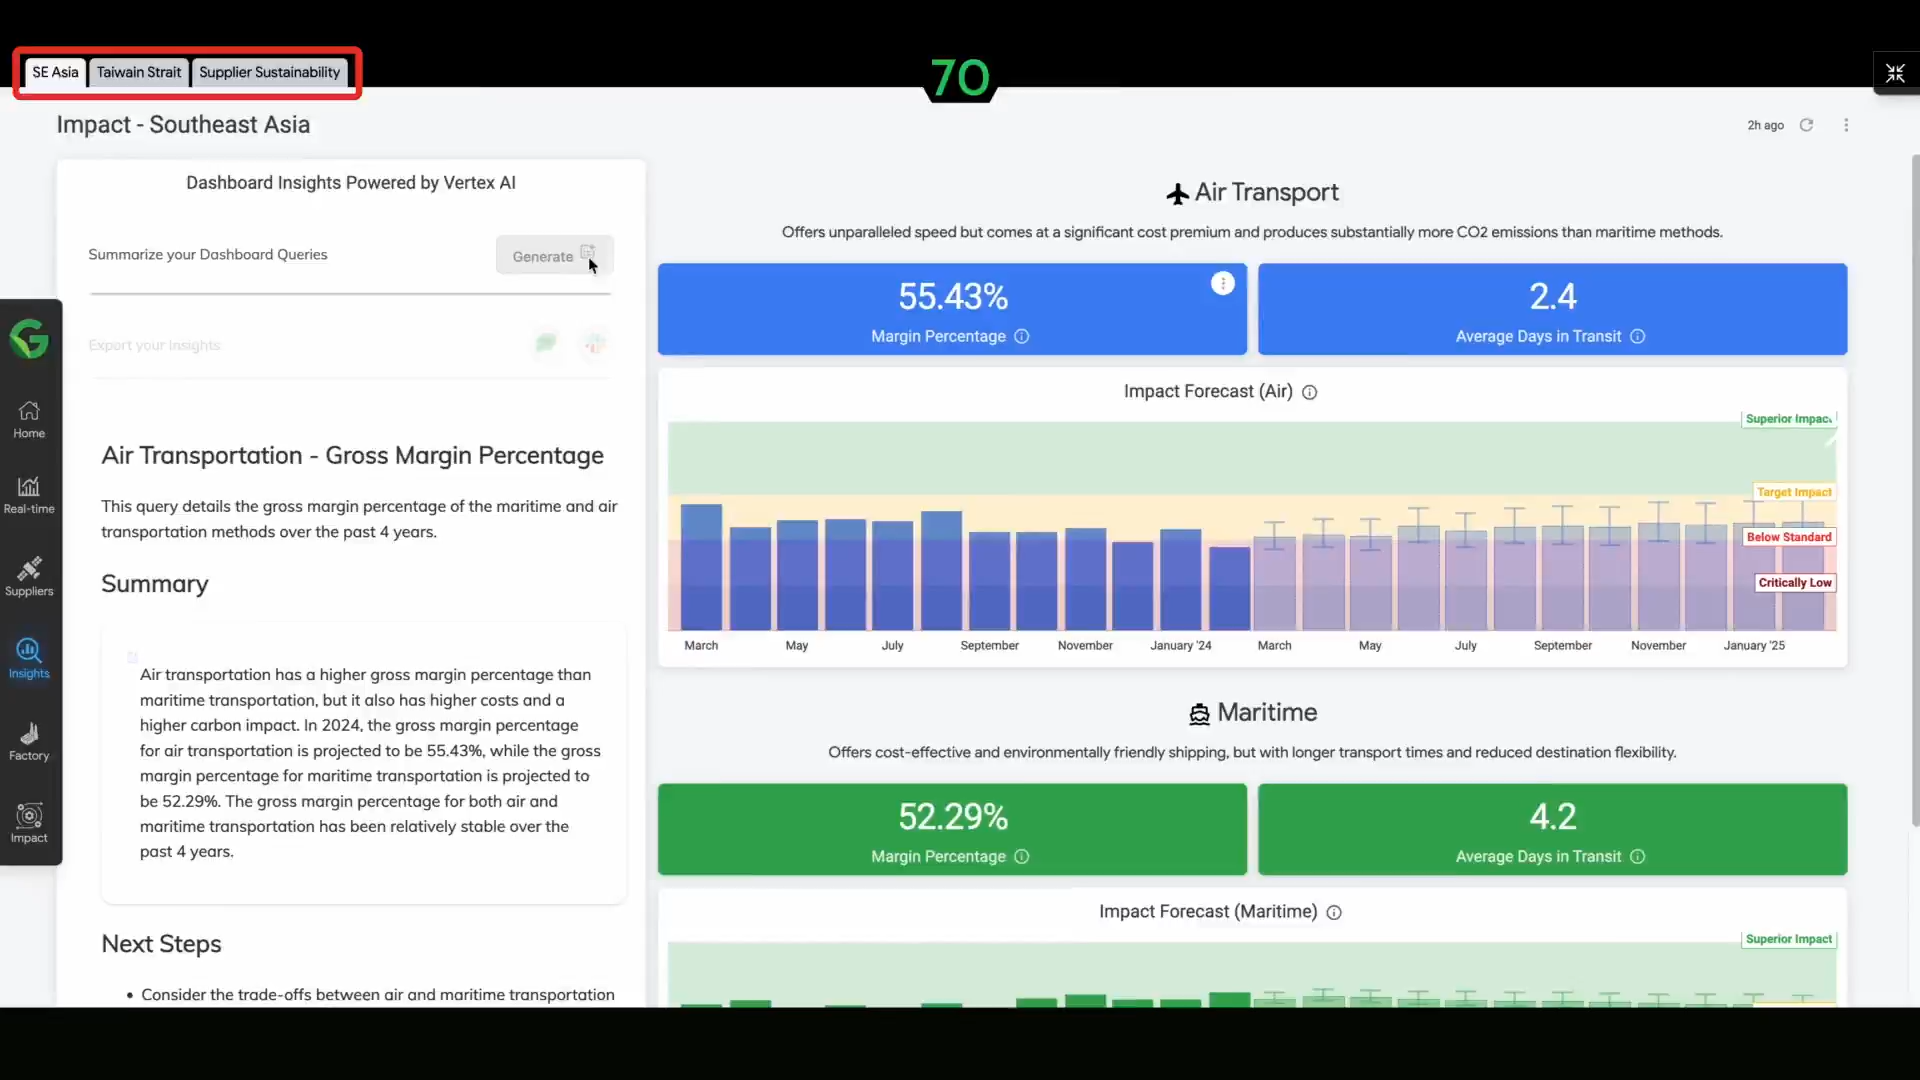 SE Asia
Taiwain Strait
Supplier Sustainability
70
Impact - Southeast Asia
2h ago
Dashboard Insights Powered by Vertex AI
Summarize your Dashboard Queries
Generate
Export your Insights
Air Transportation - Gross Margin Percentage
This query details the gross margin percentage of the maritime and air
transportation methods over the past 4 years.
Summary
Air transportation has a higher gross margin percentage than
maritime transportation, but it also has higher costs and a
higher carbon impact. In 2024, the gross margin percentage
for air transportation is projected to be 55.43%, while the gross
margin percentage for maritime transportation is projected to
be 52.29%. The gross margin percentage for both air and
maritime transportation has been relatively stable over the
past 4 years.
Next Steps
• Consider the trade-offs between air and maritime transportation
Home
Real-time
Suppliers
Insights
Factory
Impact
Air Transport
Offers unparalleled speed but comes at a significant cost premium and produces substantially more CO2 emissions than maritime methods.
55.43%
Margin Percentage
2.4
Average Days in Transit
Impact Forecast (Air)
Superior Impac
Target Impact
Below Standard
Critically Low
March
May
July
September
November
January '24
March
May
July
September
November
January '25
Maritime
Offers cost-effective and environmentally friendly shipping, but with longer transport times and reduced destination flexibility.
52.29%
Margin Percentage
4.2
Average Days in Transit
Impact Forecast (Maritime)
Superior Impact